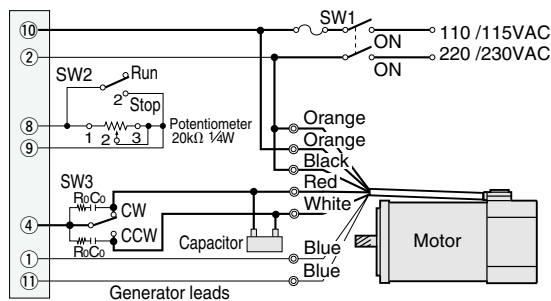 10
SW1
110 /115VAC
ON
2
220 /230VAC
ON
SW2
Run
2
Stop
8
1 2 3
Potentiometer
20kΩ 1/4W
9
Orange
Orange
Black
Red
White
SW3
R0C0
CW
4
CCW
R0C0
Capacitor
Motor
1
Blue
11
Blue
Generator leads